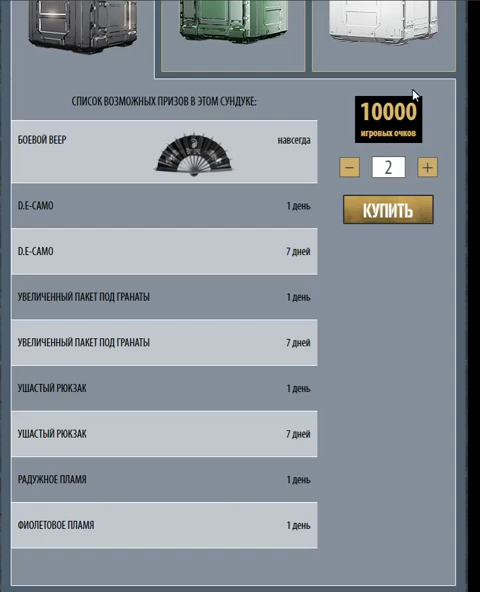 СПИСОК ВОЗМОЖНЫХ ПРИЗОВ В ЭТОМ СУНДУКЕ:
10000
игровых очков
БОЕВОЙ ВЕЕР навсегда
− 2 +
D.E-CAMO 1 день
КУПИТЬ
D.E-CAMO 7 дней
УВЕЛИЧЕННЫЙ ПАКЕТ ПОД ГРАНАТЫ 1 день
УВЕЛИЧЕННЫЙ ПАКЕТ ПОД ГРАНАТЫ 7 дней
УШАСТЫЙ РЮКЗАК 1 день
УШАСТЫЙ РЮКЗАК 7 дней
РАДУЖНОЕ ПЛАМЯ 1 день
ФИОЛЕТОВОЕ ПЛАМЯ 1 день